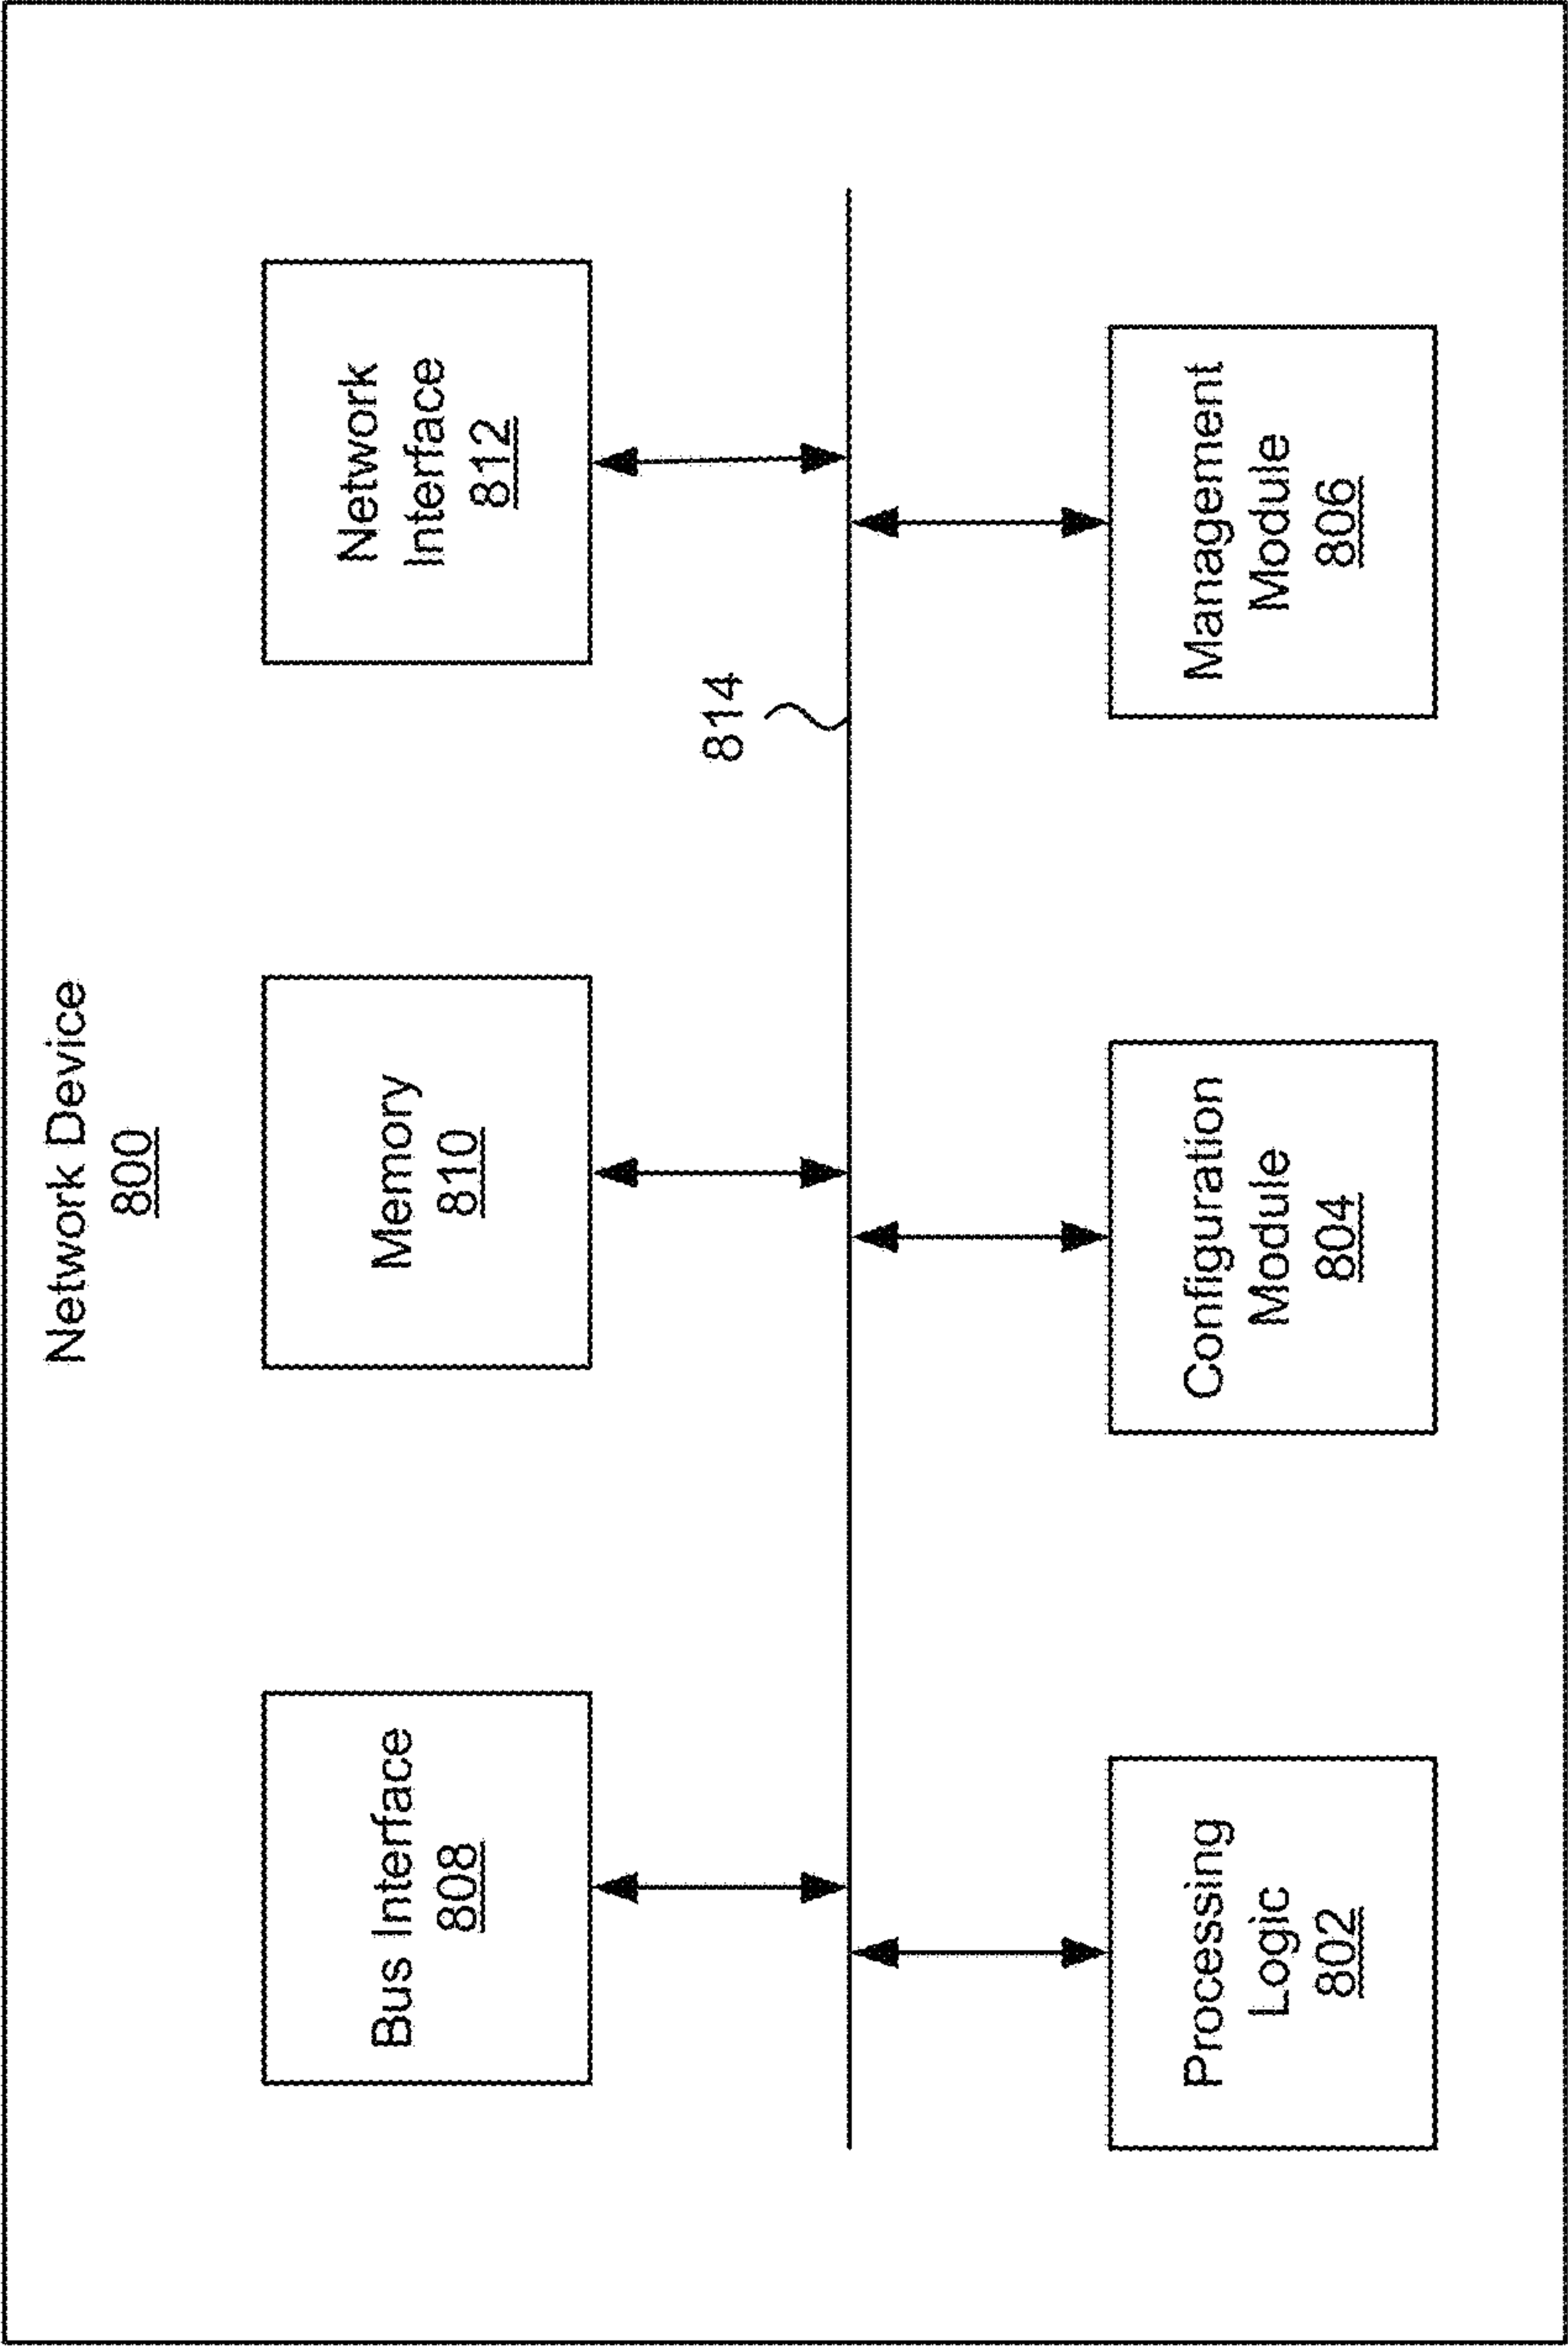 Network Device
800
Bus Interface
808
Memory
810
Network
Interface
812
814
Processing
Logic
802
Configuration
Module
804
Management
Module
806